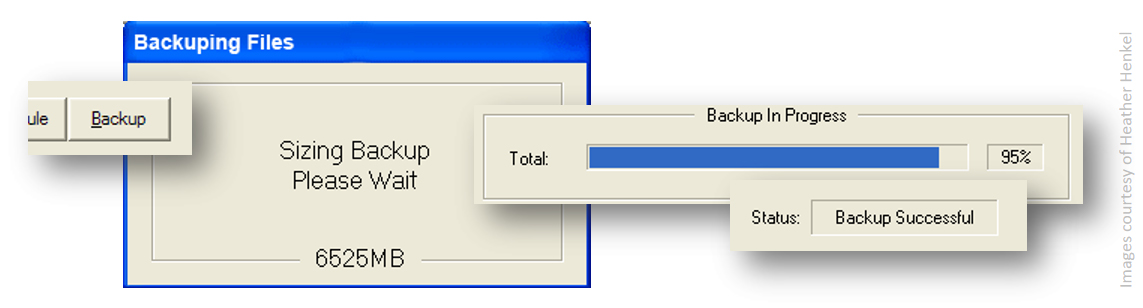 Backuping Files
ule Backup
Sizing Backup
Please Wait
6525MB
Backup In Progress
Total: 95%
Status: Backup Successful
Images courtesy of Heather Henkel